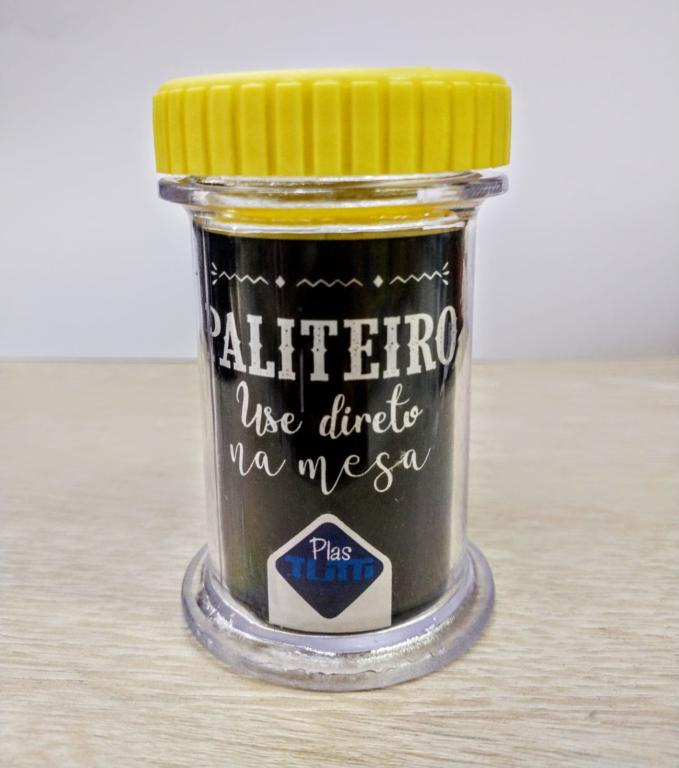 PALITEIRO
Use direto
na mesa
Plas
TUTTI